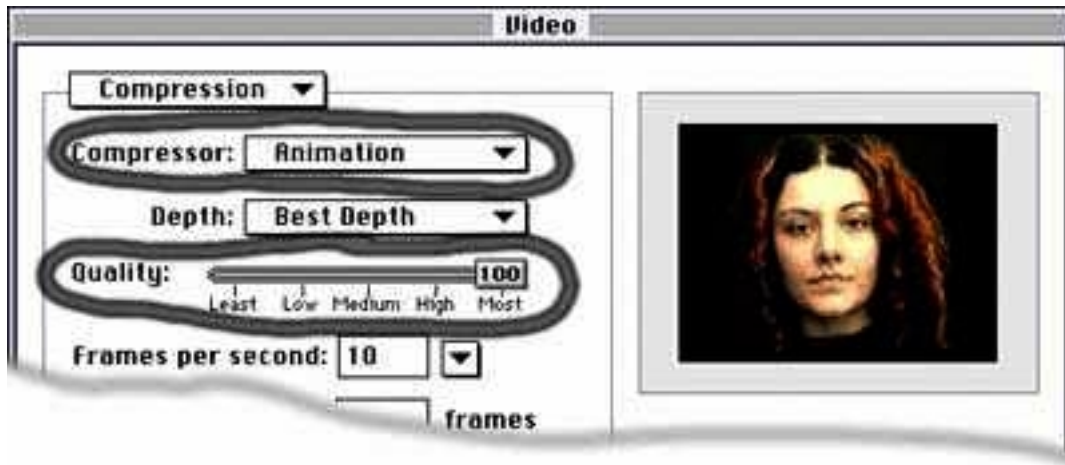 Video
Compression
Compressor: Animation
Depth: Best Depth
Quality: 100
Least Low Medium High Most
Frames per second: 10
frames